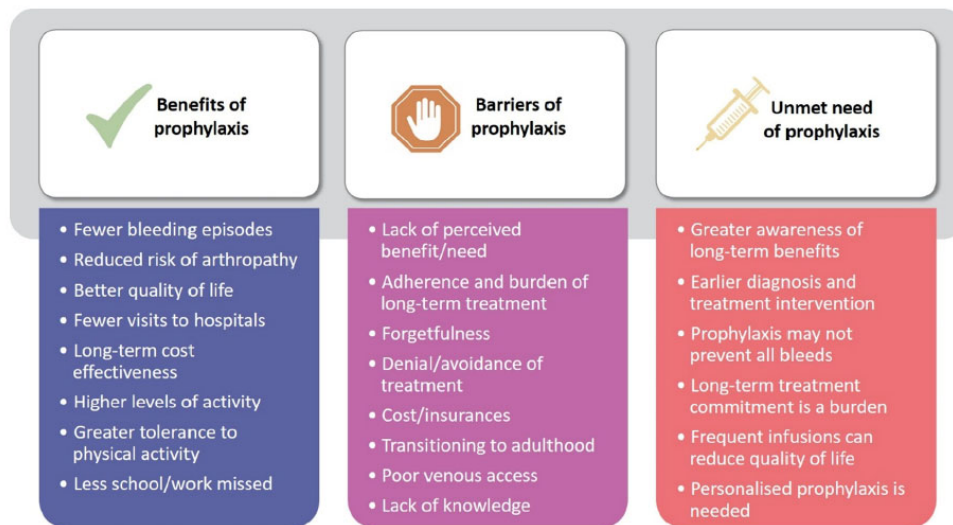 Benefits of
prophylaxis
• Fewer bleeding episodes
• Reduced risk of arthropathy
• Better quality of life
• Fewer visits to hospitals
• Long-term cost
effectiveness
• Higher levels of activity
• Greater tolerance to
physical activity
• Less school/work missed
Barriers of
prophylaxis
• Lack of perceived
benefit/need
• Adherence and burden of
long-term treatment
• Forgetfulness
• Denial/avoidance of
treatment
• Cost/insurances
• Transitioning to adulthood
• Poor venous access
• Lack of knowledge
Unmet need
of prophylaxis
• Greater awareness of
long-term benefits
• Earlier diagnosis and
treatment intervention
• Prophylaxis may not
prevent all bleeds
• Long-term treatment
commitment is a burden
• Frequent infusions can
reduce quality of life
• Personalised prophylaxis is
needed